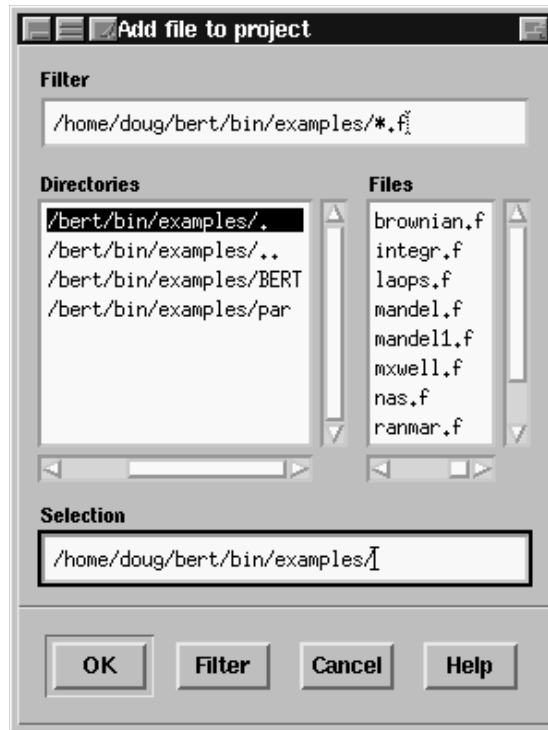 Add file to project
Filter
/home/doug/bert/bin/examples/*.f
Directories
/bert/bin/examples/.
/bert/bin/examples/..
/bert/bin/examples/BERT
/bert/bin/examples/par
Files
brownian.f
integr.f
laops.f
mandel.f
mandel1.f
mxwell.f
nas.f
ranmar.f
Selection
/home/doug/bert/bin/examples/
OK Filter Cancel Help